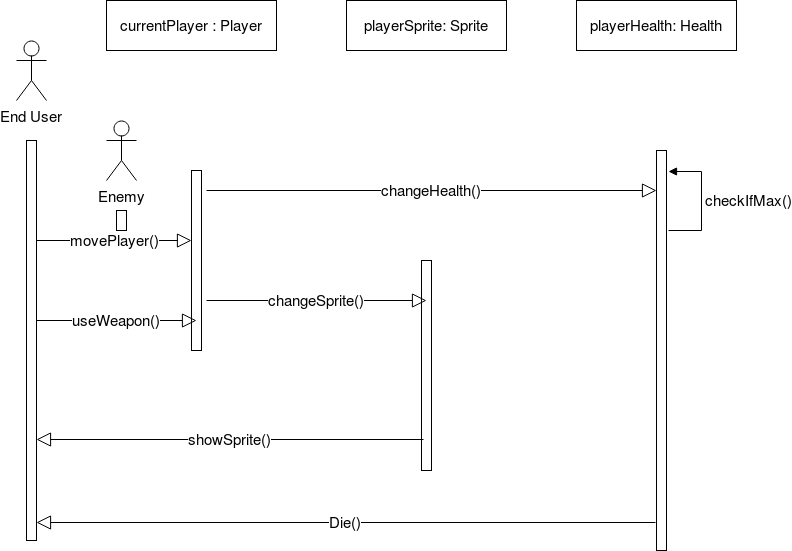 currentPlayer : Player
playerSprite: Sprite
playerHealth: Health
End User
Enemy
changeHealth()
checkIfMax()
movePlayer()
changeSprite()
useWeapon()
showSprite()
Die()